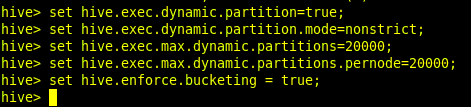 hive> set hive.exec.dynamic.partition=true;
hive> set hive.exec.dynamic.partition.mode=nonstrict;
hive> set hive.exec.max.dynamic.partitions=20000;
hive> set hive.exec.max.dynamic.partitions.pernode=20000;
hive> set hive.enforce.bucketing = true;
hive>